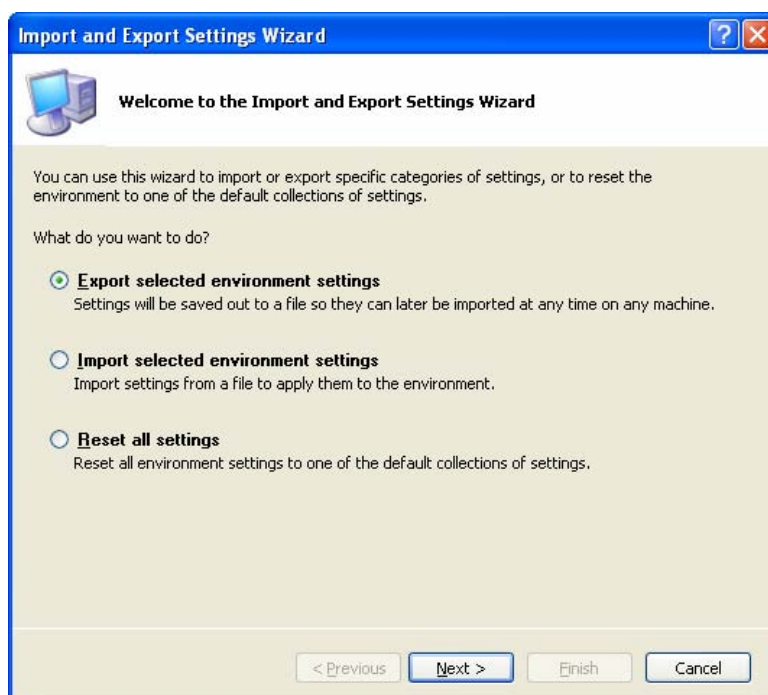 Import and Export Settings Wizard
?
Welcome to the Import and Export Settings Wizard
You can use this wizard to import or export specific categories of settings, or to reset the
environment to one of the default collections of settings.
What do you want to do?
Export selected environment settings
Settings will be saved out to a file so they can later be imported at any time on any machine.
Import selected environment settings
Import settings from a file to apply them to the environment.
Reset all settings
Reset all environment settings to one of the default collections of settings.
< Previous Next > Finish Cancel